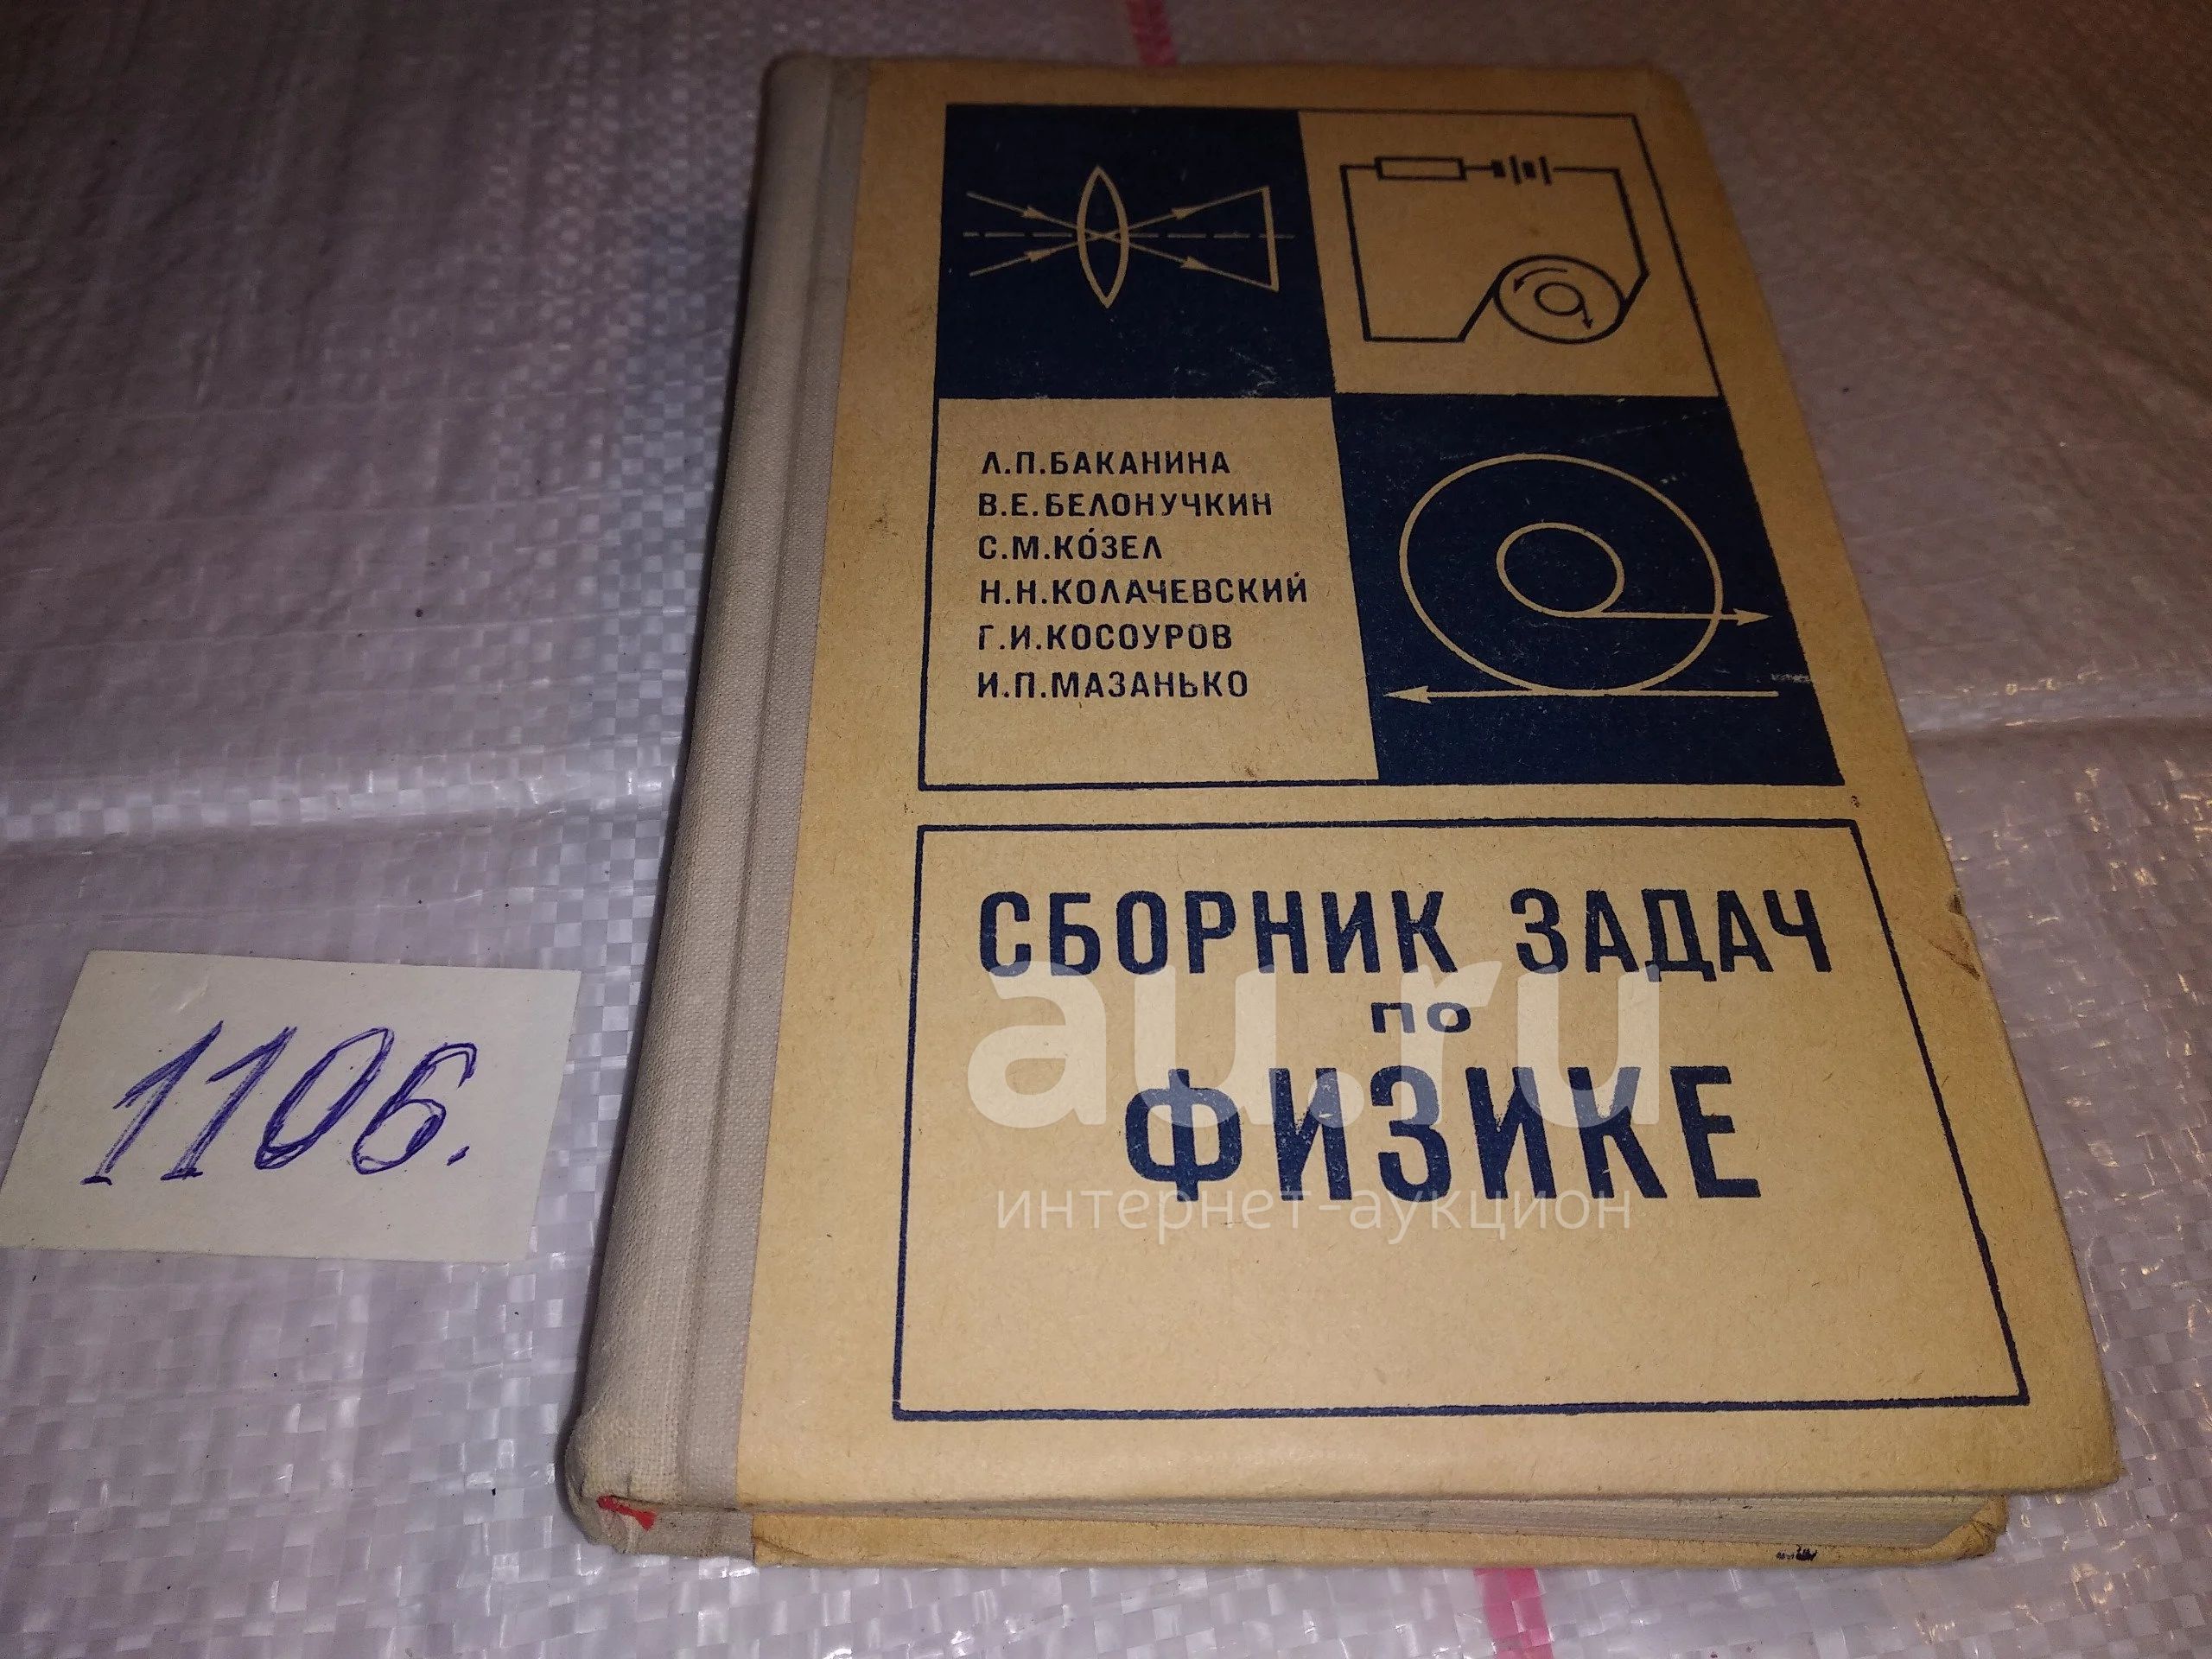 Л.П.БАКАНИНА
В.Е.БЕЛОНУЧКИН
С.М.КО́ЗЕЛ
Н.Н.КОЛАЧЕВСКИЙ
Г.И.КОСОУРОВ
И.П.МАЗАНЬКО
СБОРНИК ЗАДАЧ
ПО
ФИЗИКЕ
au.ru
интернет-аукцион
1106.